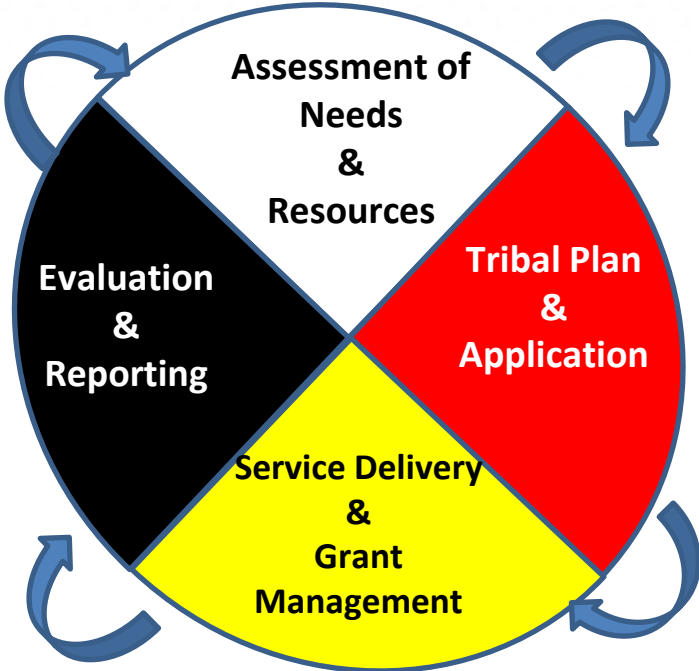 Assessment of
Needs
&
Resources
Tribal Plan
&
Application
Service Delivery
&
Grant
Management
Evaluation
&
Reporting